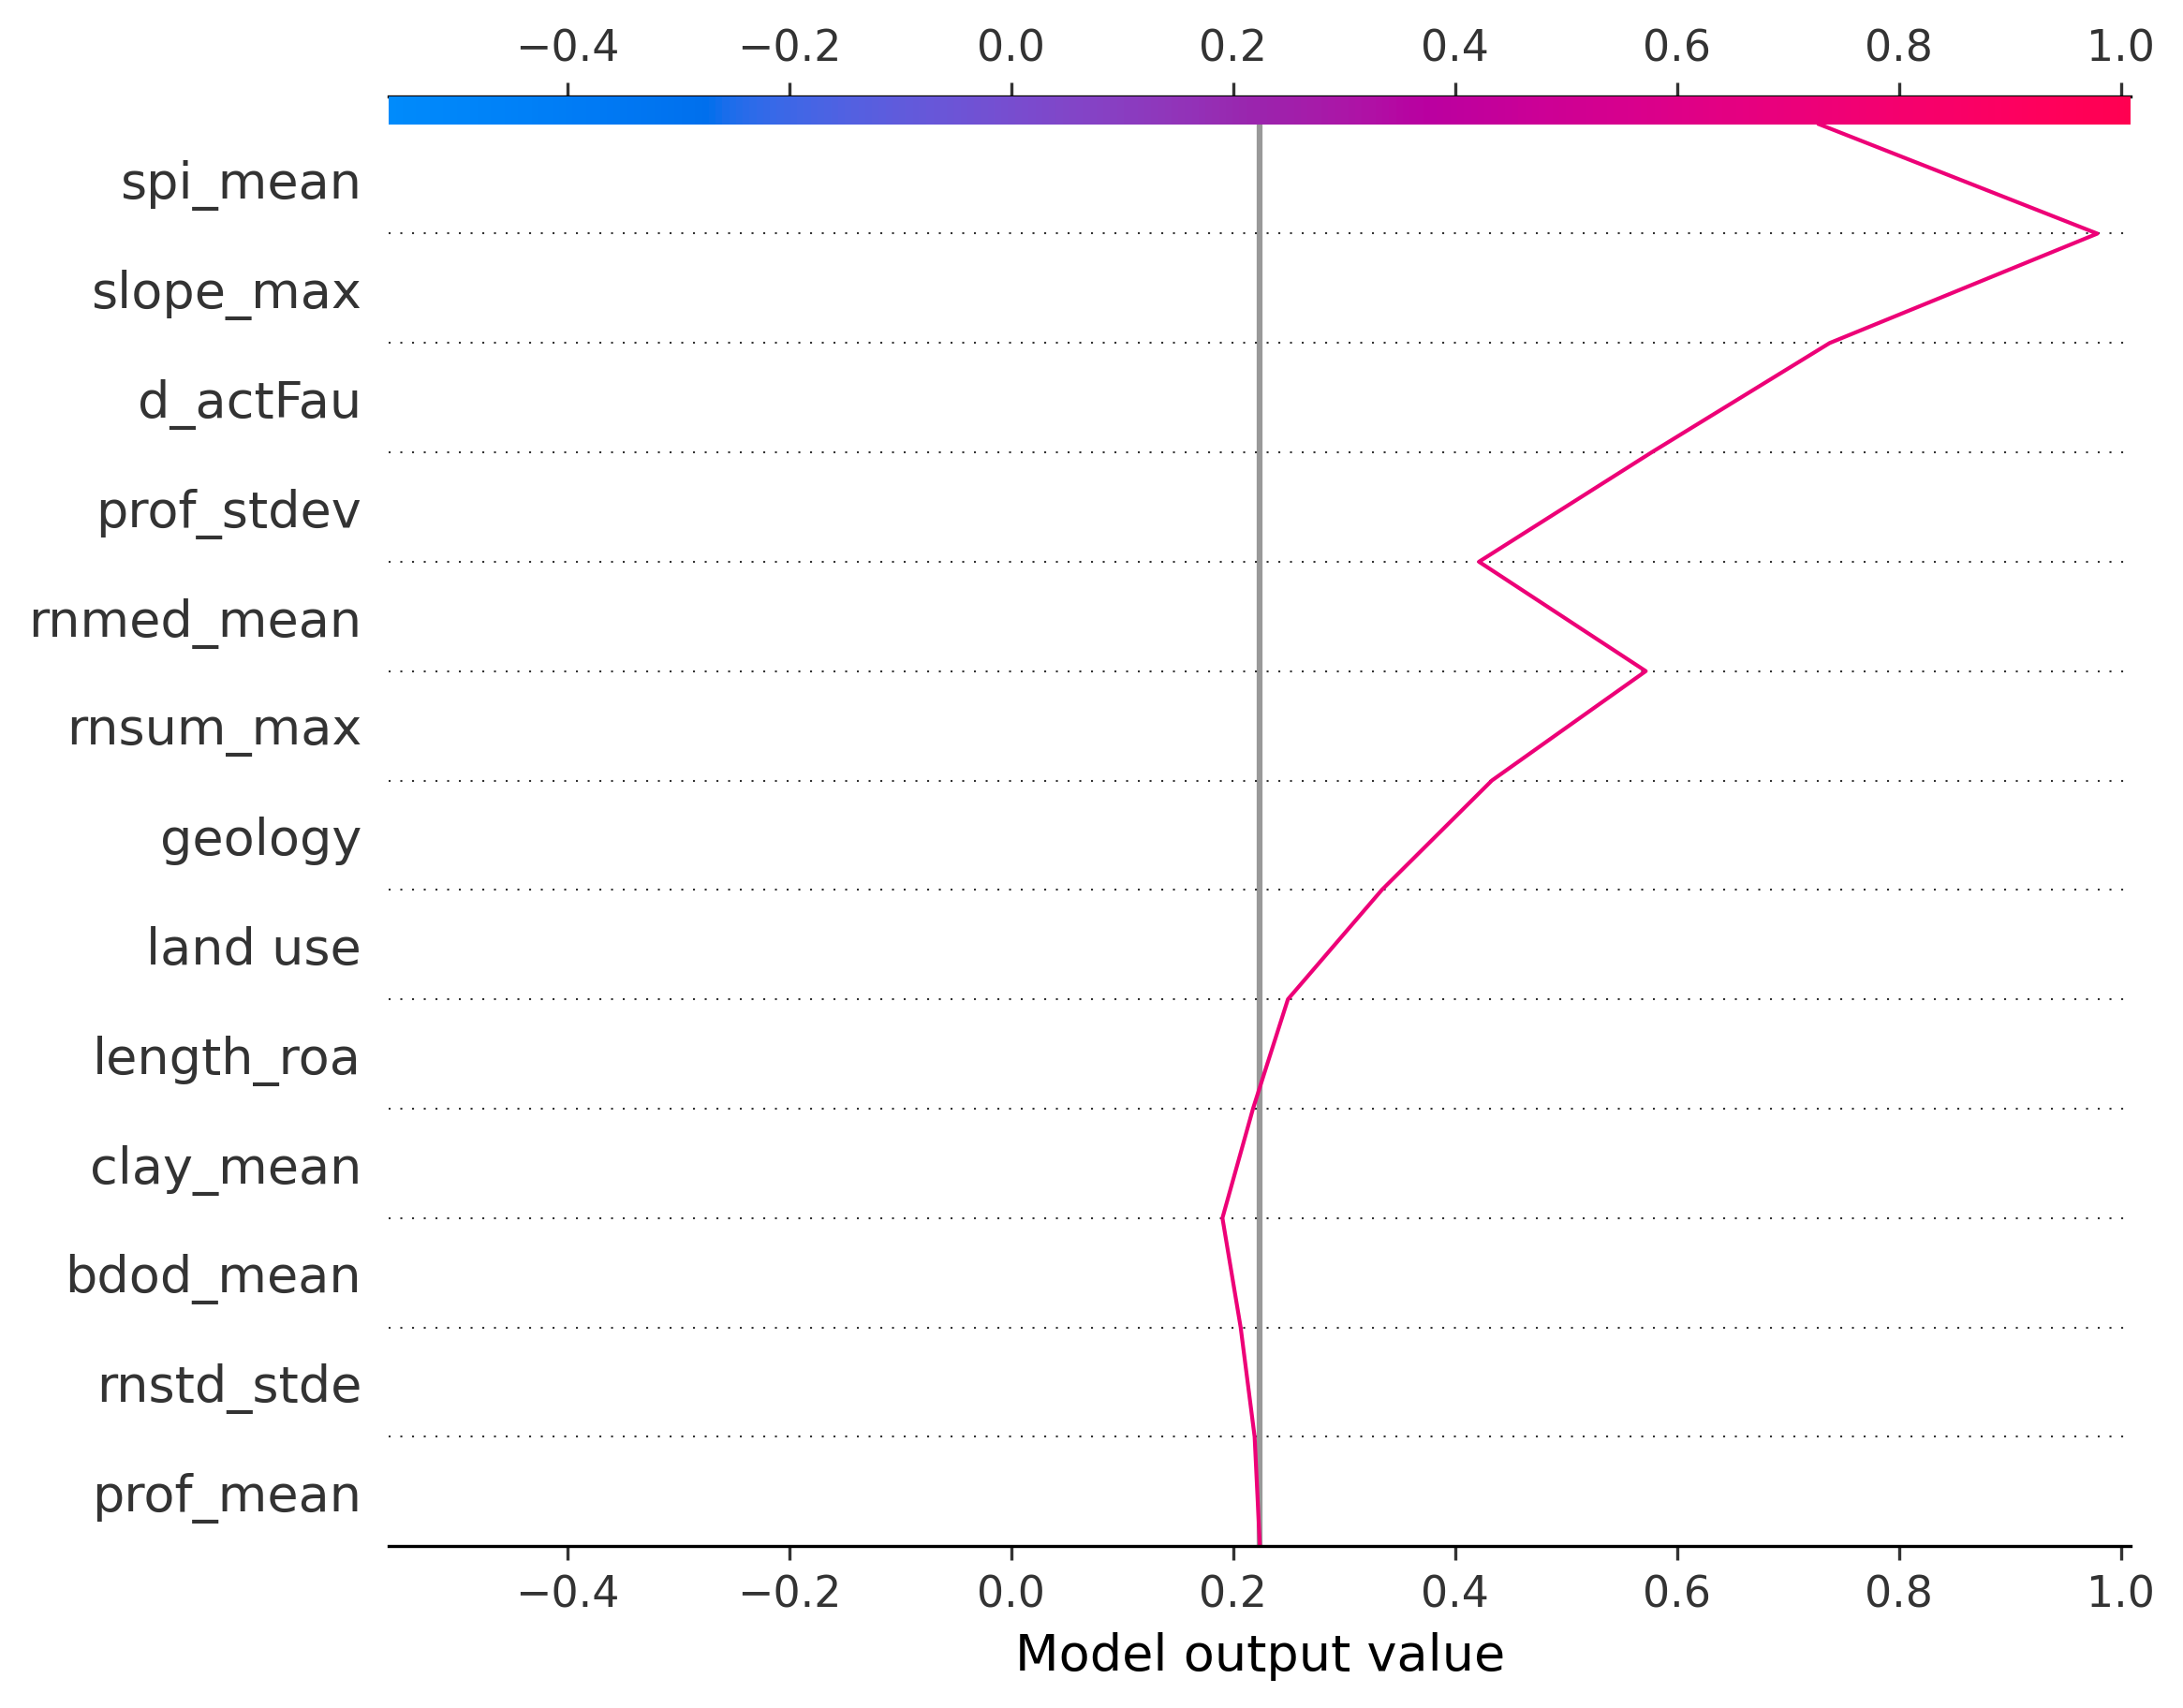 −0.4 −0.2 0.0 0.2 0.4 0.6 0.8 1.0
spi_mean
slope_max
d_actFau
prof_stdev
rnmed_mean
rnsum_max
geology
land use
length_roa
clay_mean
bdod_mean
rnstd_stde
prof_mean
−0.4 −0.2 0.0 0.2 0.4 0.6 0.8 1.0
Model output value